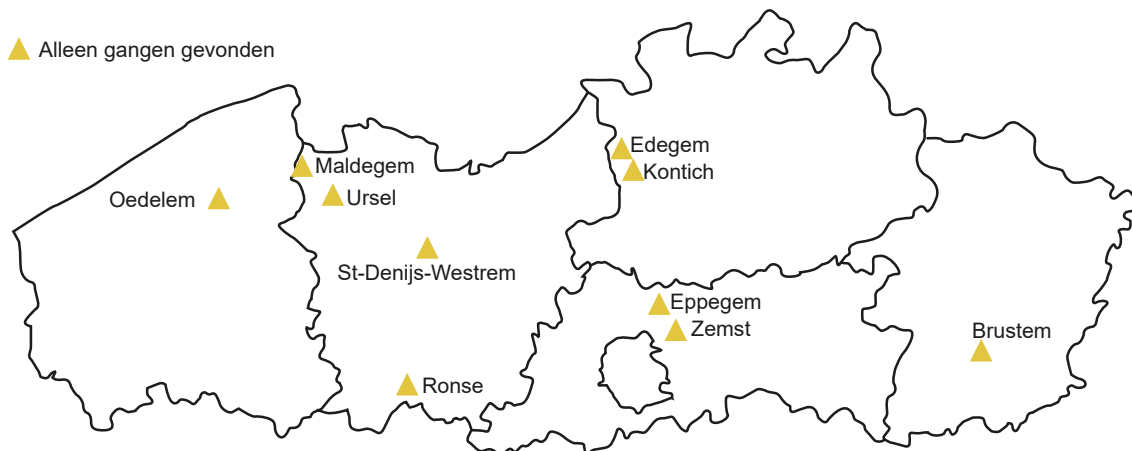 Alleen gangen gevonden
Edegem
Maldegem
Kontich
Oedelem
Ursel
St-Denijs-Westrem
Eppegem
Zemst
Brustem
Ronse